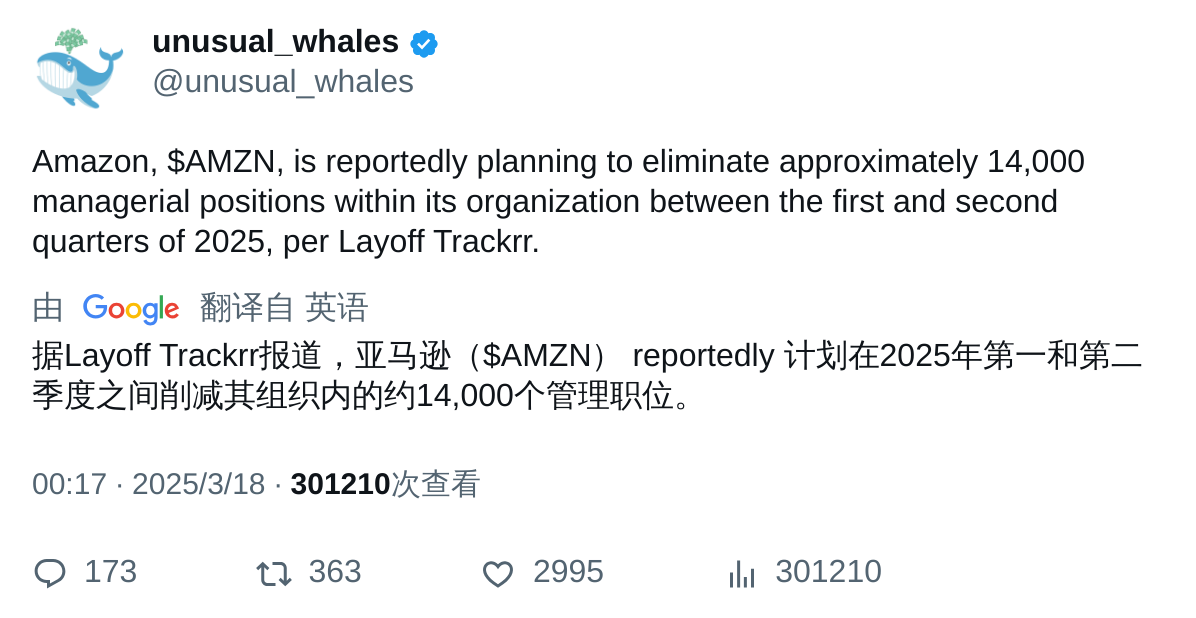 unusual_whales
@unusual_whales
Amazon, $AMZN, is reportedly planning to eliminate approximately 14,000
managerial positions within its organization between the first and second
quarters of 2025, per Layoff Trackrr.
由 Google 翻译自 英语
据Layoff Trackrr报道，亚马逊（$AMZN） reportedly 计划在2025年第一和第二
季度之间削减其组织内的约14,000个管理职位。
00:17 · 2025/3/18 · 301210次查看
173 363 2995 301210